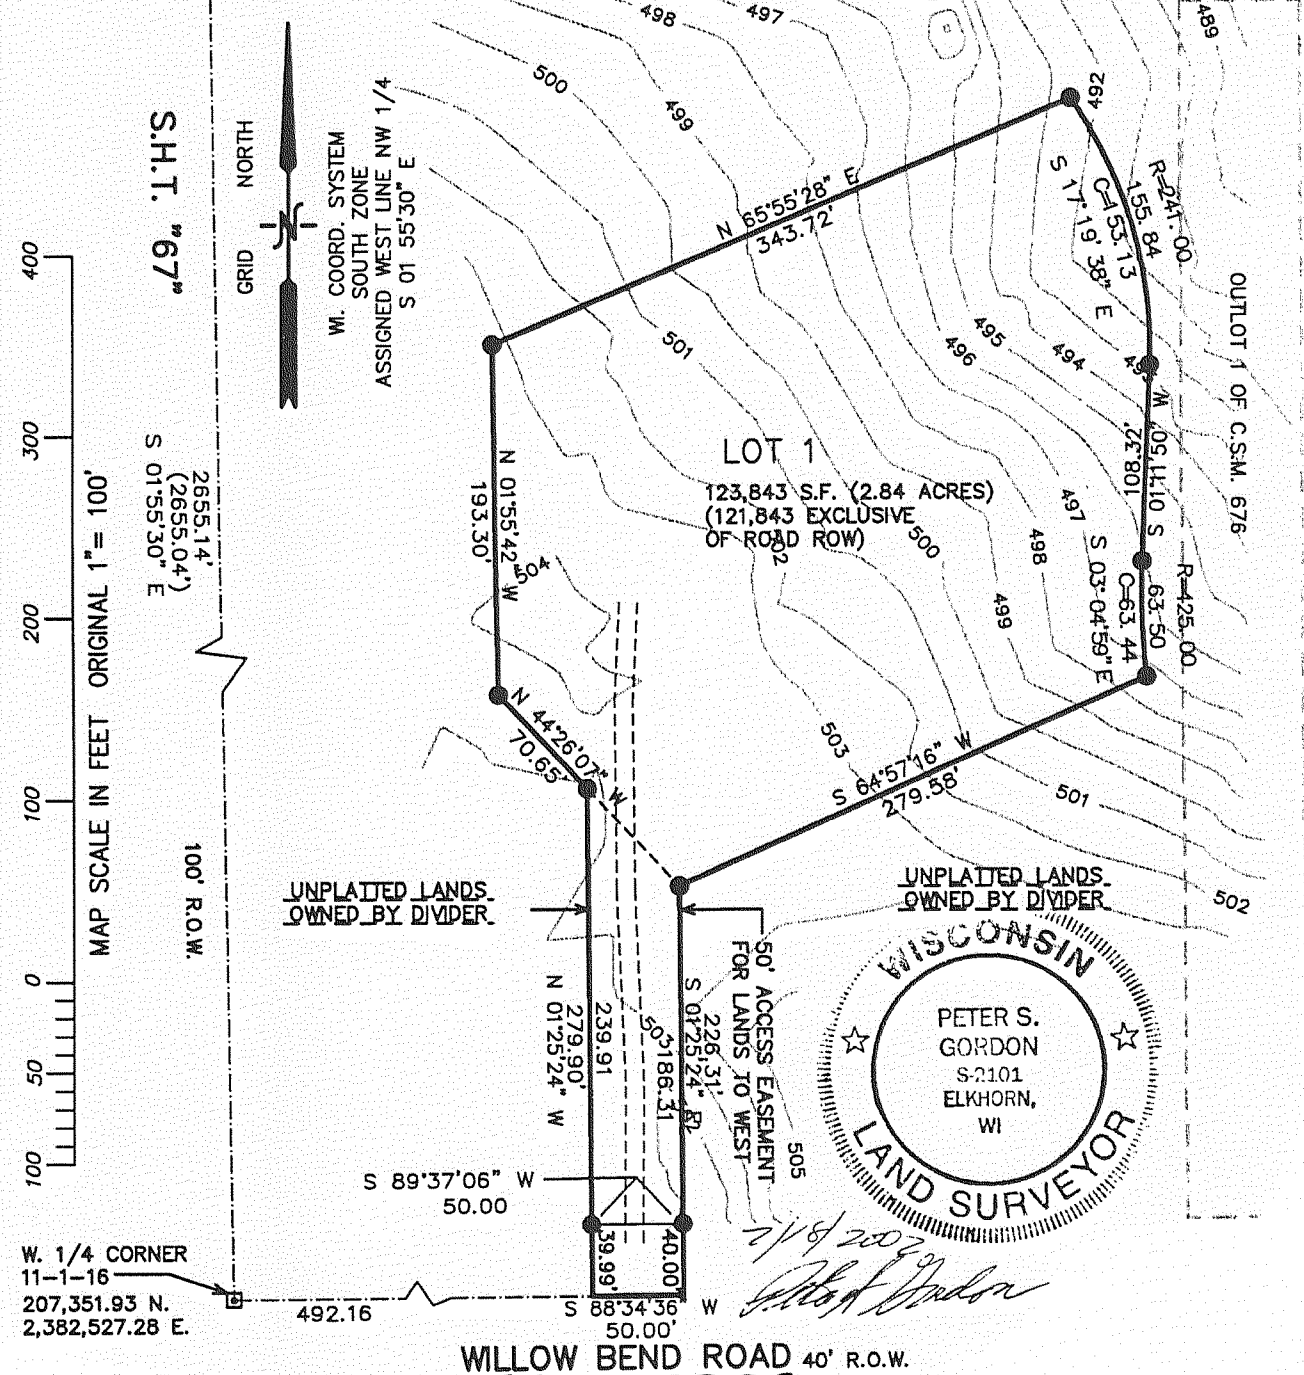 498
497
489
500
499
492
S.H.T. "67"
GRID NORTH
N
WI. COORD. SYSTEM
SOUTH ZONE
ASSIGNED WEST LINE NW 1/4
S 01 55'30" E
N 65°55'28" E
343.72'
R=241.00
155.84
C=153.13
S 17°19'38" E
OUTLOT 1 OF C.S.M. 676
400
300
200
100
0
50
100
MAP SCALE IN FEET ORIGINAL 1"= 100'
2655.14'
(2655.04')
S 01°55'30" E
100' R.O.W.
501
495
496
494
S 01°11'50" W
108.32'
LOT 1
123,843 S.F. (2.84 ACRES)
(121,843 EXCLUSIVE
OF ROAD ROW)
502
500
497
498
499
N 01°55'42" W
193.30'
504
R=425.00
63.50
C=63.44
S 03°04'59" E
N 44°26'07" W
70.65'
503
S 64°57'16" W
279.58'
501
502
UNPLATTED LANDS
OWNED BY DIVIDER
UNPLATTED LANDS
OWNED BY DIVIDER
50' ACCESS EASEMENT
FOR LANDS TO WEST
239.91
279.90'
N 01°25'24" W
503
186.31
226.31'
S 01°25'24" E
505
WISCONSIN
PETER S.
GORDON
S-2101
ELKHORN,
WI
LAND SURVEYOR
S 89°37'06" W
50.00
39.99'
40.00'
W. 1/4 CORNER
11-1-16
207,351.93 N.
2,382,527.28 E.
492.16
S 88°34'36" W
50.00'
WILLOW BEND ROAD 40' R.O.W.